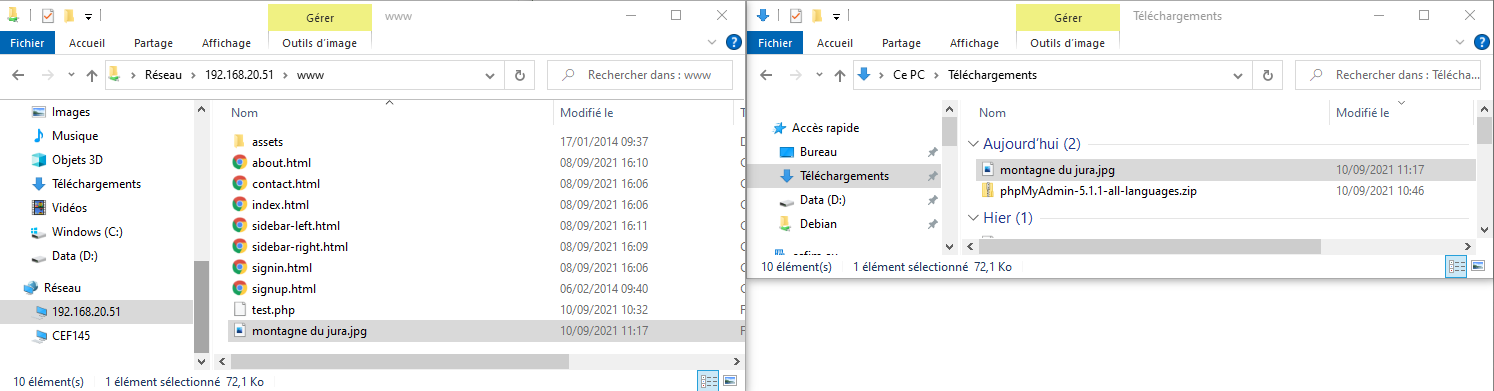 Gérer www
Fichier Accueil Partage Affichage Outils d'image
Réseau 192.168.20.51 www
Rechercher dans : www
Images
Musique
Objets 3D
Téléchargements
Vidéos
Windows (C:)
Data (D:)
Réseau
192.168.20.51
CEF145
Nom Modifié le
assets 17/01/2014 09:37
about.html 08/09/2021 16:10
contact.html 08/09/2021 16:06
index.html 08/09/2021 16:06
sidebar-left.html 08/09/2021 16:11
sidebar-right.html 08/09/2021 16:09
signin.html 08/09/2021 16:06
signup.html 06/02/2014 09:40
test.php 10/09/2021 10:32
montagne du jura.jpg 10/09/2021 11:17
10 élément(s) 1 élément sélectionné 72,1 Ko
Gérer Téléchargements
Fichier Accueil Partage Affichage Outils d'image
Ce PC Téléchargements
Rechercher dans : Télécha...
Accès rapide
Bureau
Téléchargements
Data (D:)
Debian
Nom Modifié le
Aujourd'hui (2)
montagne du jura.jpg 10/09/2021 11:17
phpMyAdmin-5.1.1-all-languages.zip 10/09/2021 10:46
Hier (1)
10 élément(s) 1 élément sélectionné 72,1 Ko